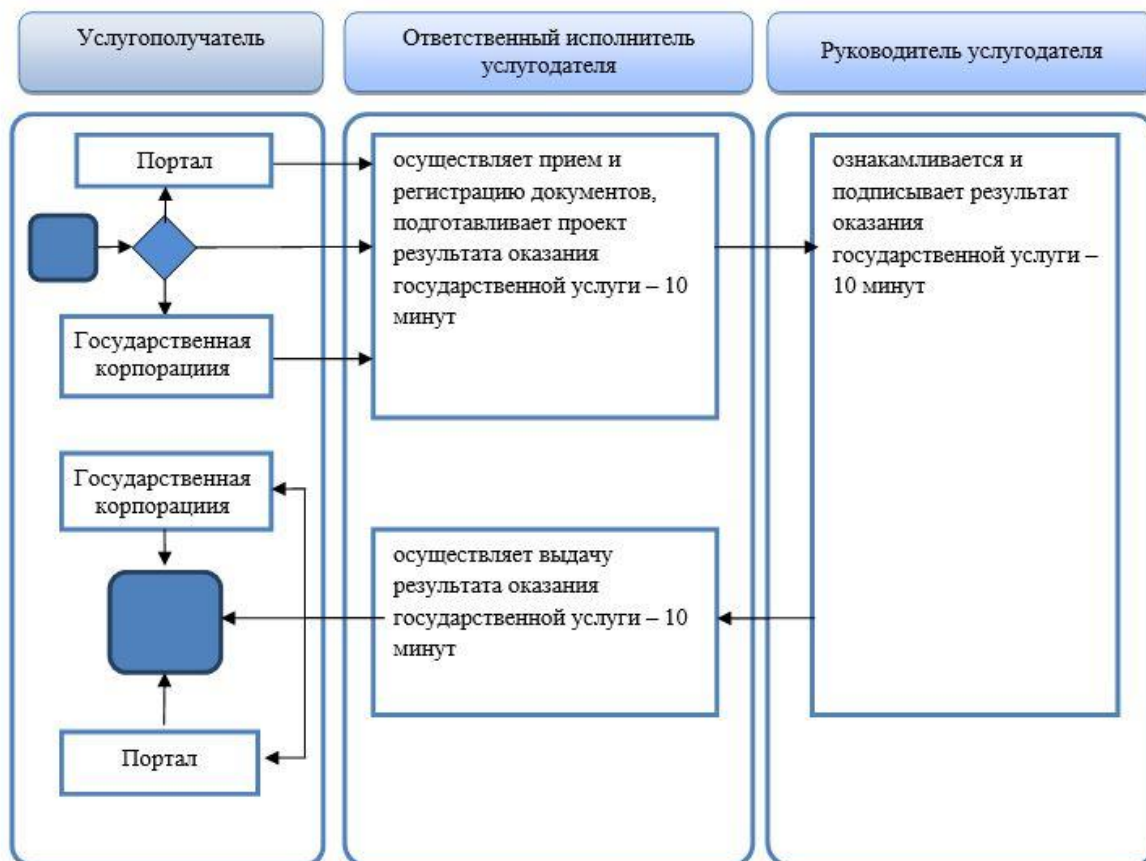 Услугополучатель
Ответственный исполнитель
услугодателя
Руководитель услугодателя
Портал
Государственная
корпорациия
Государственная
корпорациия
Портал
осуществляет прием и
регистрацию документов,
подготавливает проект
результата оказания
государственной услуги – 10
минут
осуществляет выдачу
результата оказания
государственной услуги – 10
минут
ознакамливается и
подписывает результат
оказания
государственной услуги –
10 минут